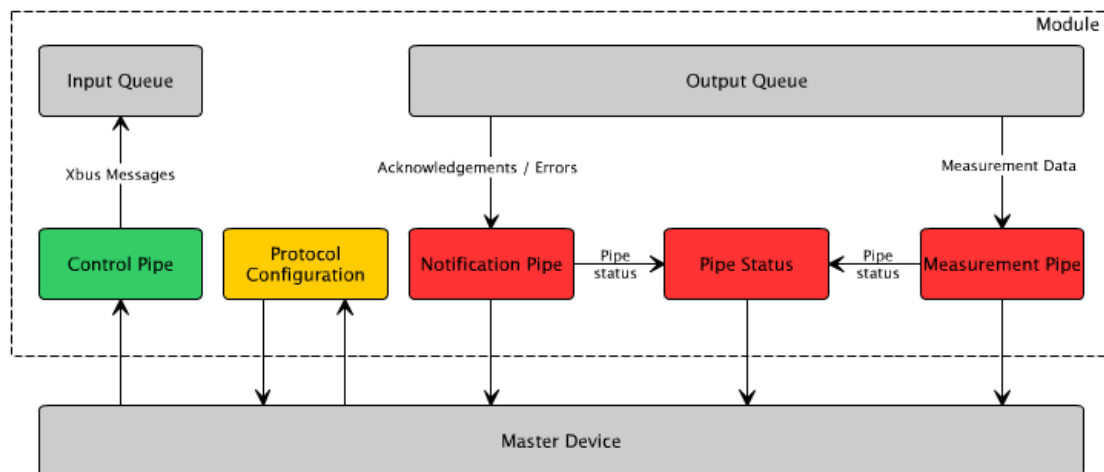 Module
Input Queue
Output Queue
Xbus Messages
Acknowledgements / Errors
Measurement Data
Control Pipe
Protocol
Configuration
Notification Pipe
Pipe
status
Pipe Status
Pipe
status
Measurement Pipe
Master Device